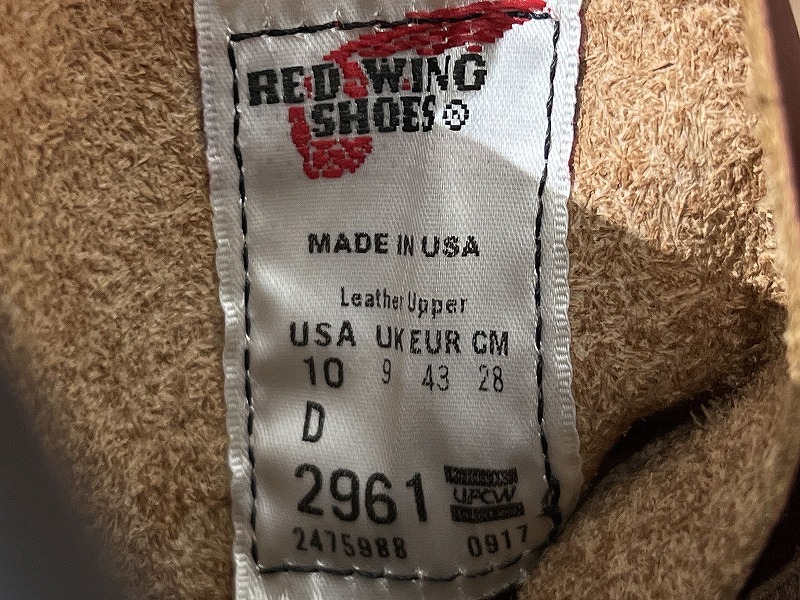 RED WING
SHOES®
MADE IN USA
Leather Upper
USA UK EUR CM
10 9 43 28
D
2961 UFCW
2475988 0917